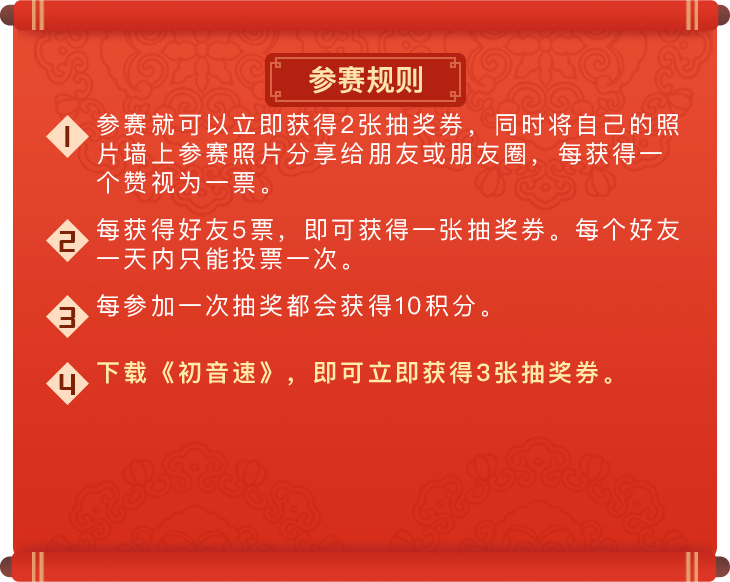 参赛规则
1 参赛就可以立即获得2张抽奖券，同时将自己的照
片墙上参赛照片分享给朋友或朋友圈，每获得一
个赞视为一票。
2 每获得好友5票，即可获得一张抽奖券。每个好友
一天内只能投票一次。
3 每参加一次抽奖都会获得10积分。
4 下载《初音速》，即可立即获得3张抽奖券。